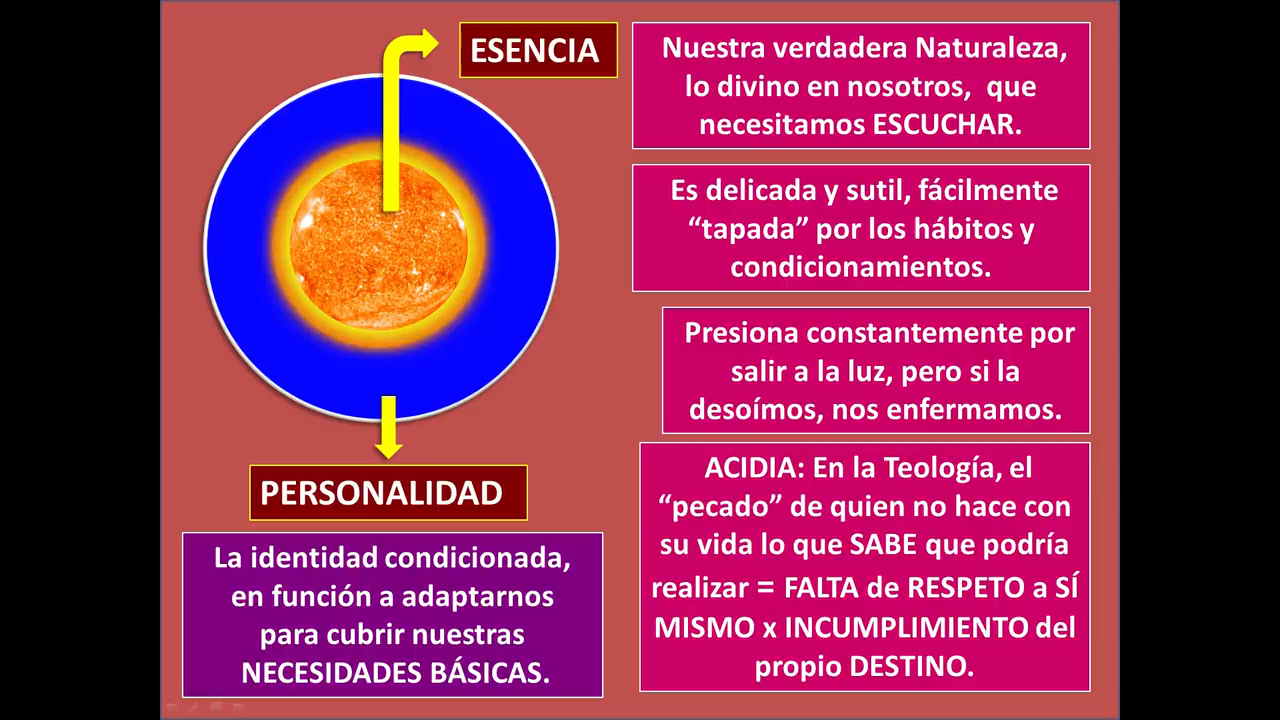 ESENCIA
Nuestra verdadera Naturaleza,
lo divino en nosotros, que
necesitamos ESCUCHAR.
Es delicada y sutil, fácilmente
“tapada” por los hábitos y
condicionamientos.
Presiona constantemente por
salir a la luz, pero si la
desoímos, nos enfermamos.
ACIDIA: En la Teología, el
“pecado” de quien no hace con
su vida lo que SABE que podría
realizar = FALTA de RESPETO a SÍ
MISMO x INCUMPLIMIENTO del
propio DESTINO.
PERSONALIDAD
La identidad condicionada,
en función a adaptarnos
para cubrir nuestras
NECESIDADES BÁSICAS.